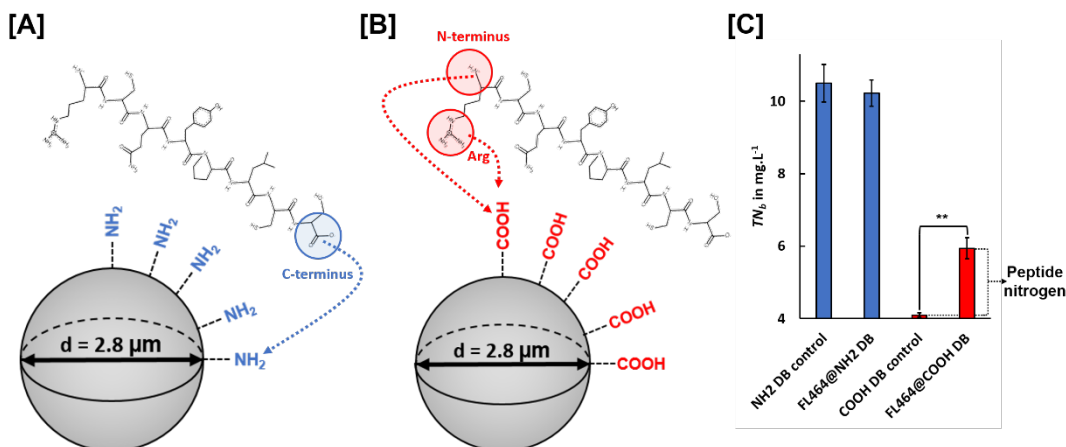 [A]
NH2
NH2
NH2
NH2
NH2
C-terminus
d = 2.8 µm
[B]
N-terminus
Arg
COOH
COOH
COOH
COOH
COOH
d = 2.8 µm
[C]
TNb in mg.L-1
10
8
6
4
**
Peptide
nitrogen
NH2 DB control
FL464@NH2 DB
COOH DB control
FL464@COOH DB